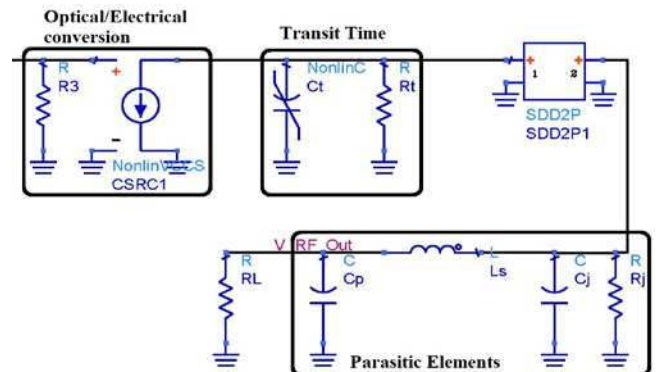 Optical/Electrical
conversion
Transit Time
R
R3
+
-
NonlinVCCS
CSRC1
NonlinC
Ct
R
Rt
+ 1
2 +
SDD2P
SDD2P1
V_RF_Out
R
RL
C
Cp
L
Ls
C
Cj
R
Rj
Parasitic Elements